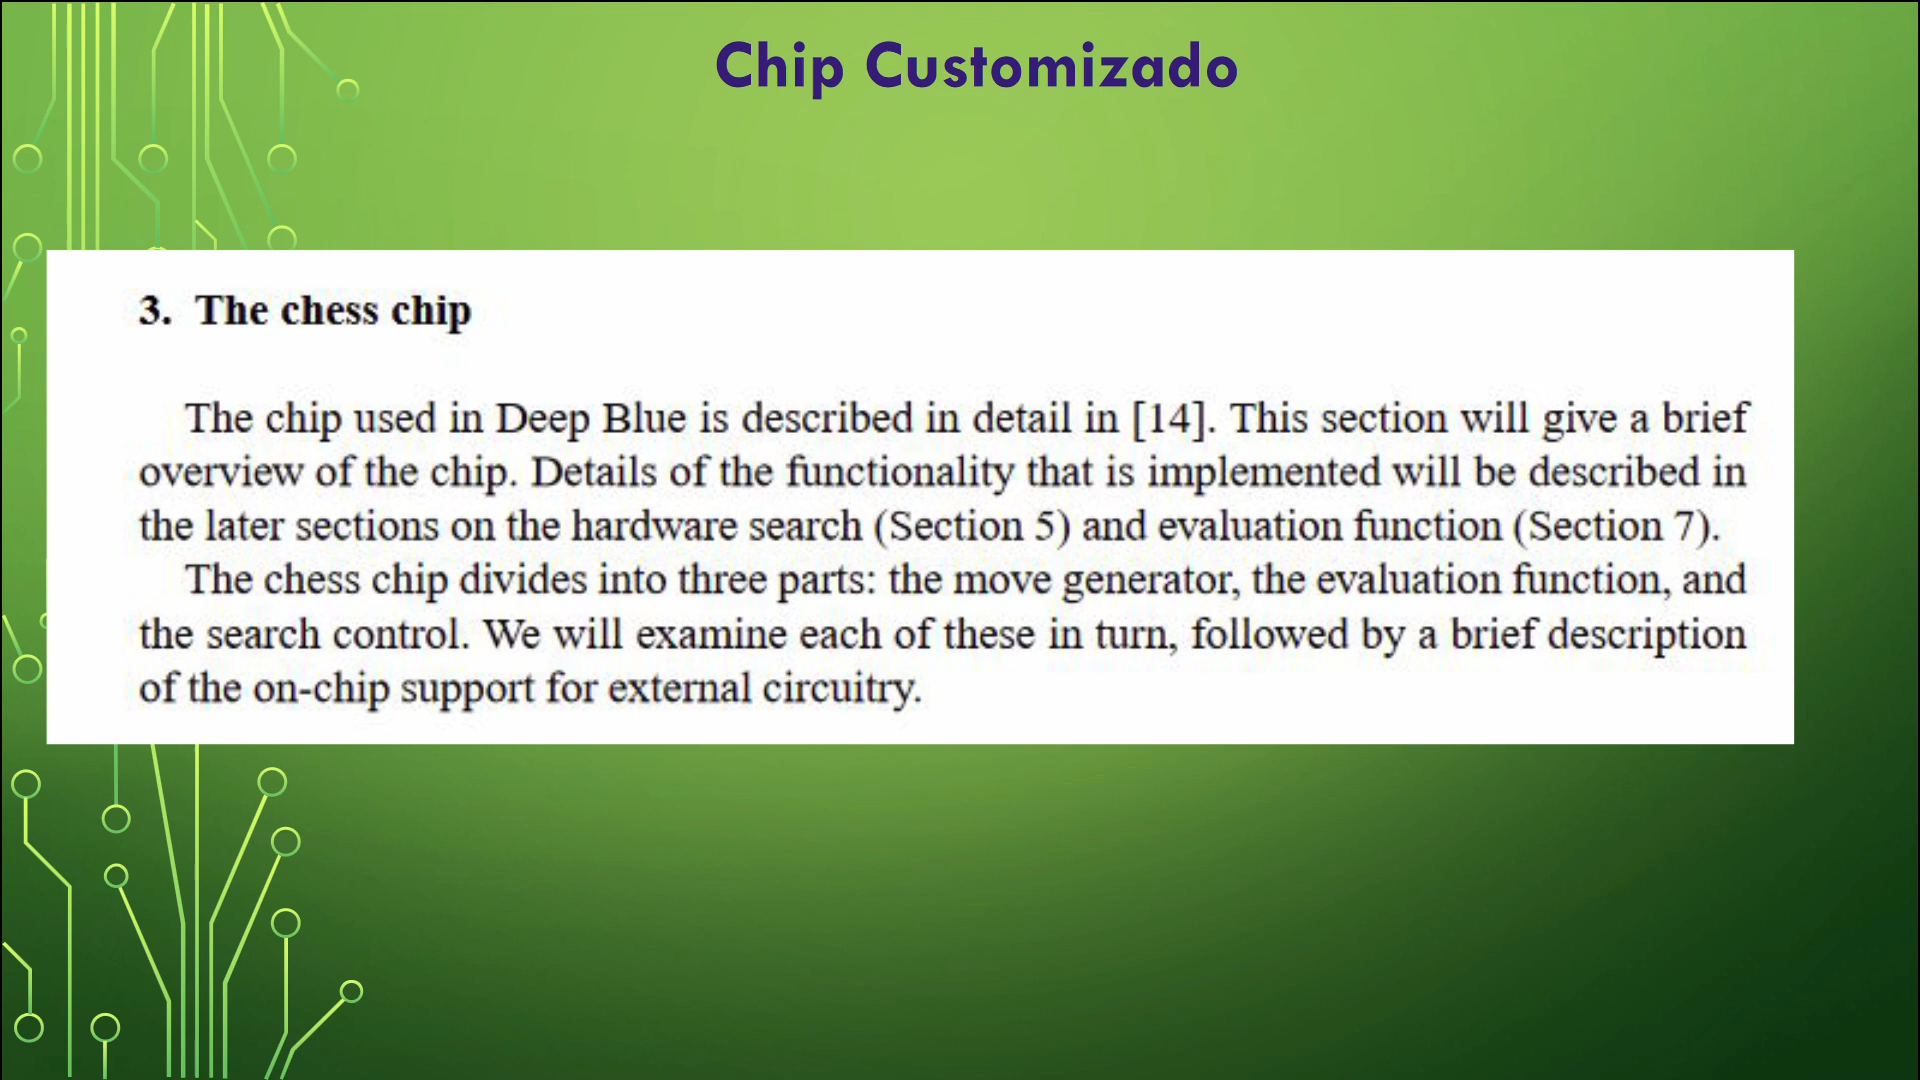 Chip Customizado
3. The chess chip
The chip used in Deep Blue is described in detail in [14]. This section will give a brief
overview of the chip. Details of the functionality that is implemented will be described in
the later sections on the hardware search (Section 5) and evaluation function (Section 7).
The chess chip divides into three parts: the move generator, the evaluation function, and
the search control. We will examine each of these in turn, followed by a brief description
of the on-chip support for external circuitry.